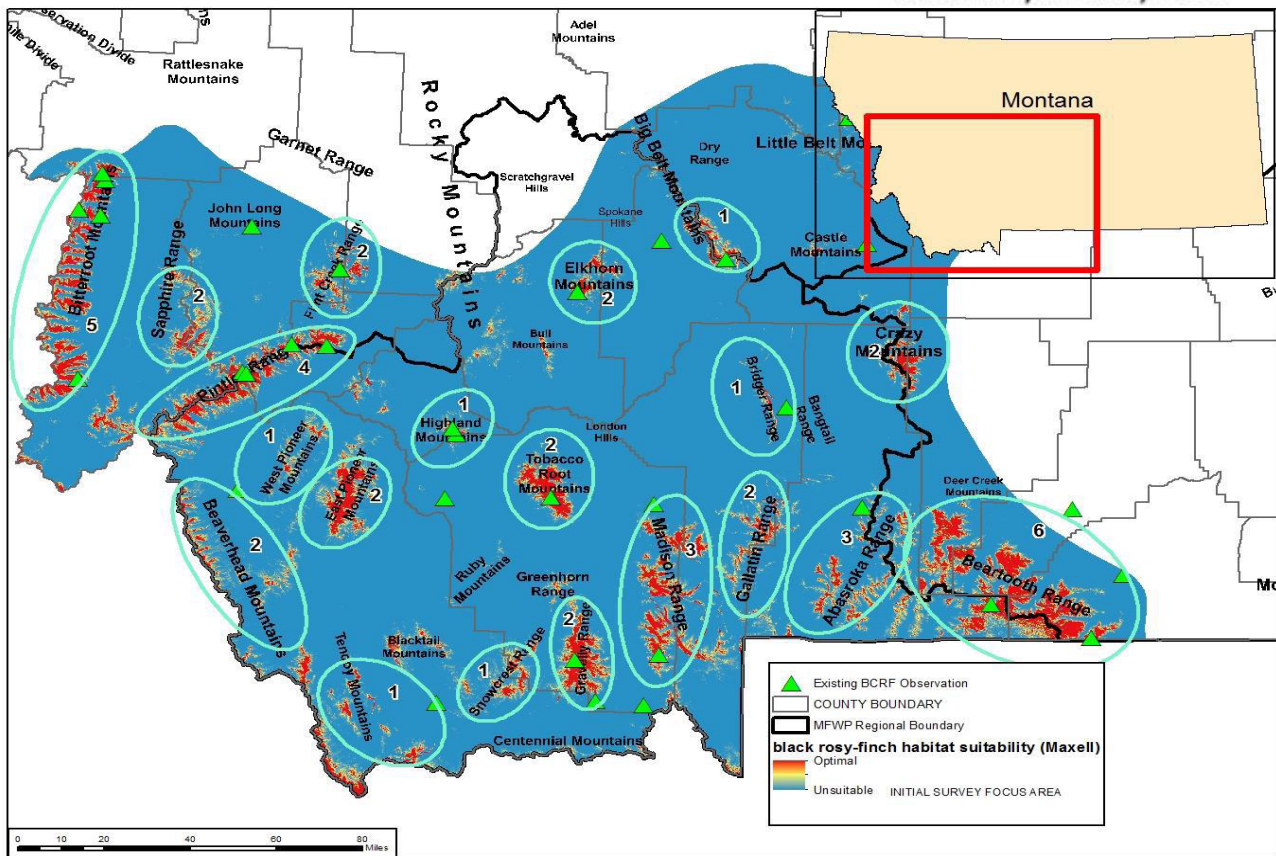 servation Divide
ile Divide
Rattlesnake
Mountains
Adel
Mountains
Rocky Mountains
Garnet Range
Scratchgravel
Hills
Big Belt Mountains
Dry
Range
Little Belt Mo
Montana
Bitterroot Mountains
5
John Long
Mountains
Sapphire Range
2
Flint Creek Range
2
Spokane
Hills
1
Elkhorn
Mountains
2
Castle
Mountains
Crazy
Mountains
2
4
Bull
Mountains
1
West Pioneer
Mountains
2
East Pioneer
Mountains
1
Highland
Mountains
2
Tobacco
Root
Mountains
London
Hills
1
Bridger Range
Bangtail
Range
Beaverhead Mountains
2
Ruby
Mountains
Greenhorn
Range
Madison Range
3
2
Gallatin Range
3
Abasroka Range
Deer Creek
Mountains
6
Beartooth Range
Mo
Tendoy Mountains
1
Blacktail
Mountains
1
Snowcrest Range
2
Gravelly Range
Centennial Mountains
Existing BCRF Observation
COUNTY BOUNDARY
MFWP Regional Boundary
black rosy-finch habitat suitability (Maxell)
Optimal
Unsuitable INITIAL SURVEY FOCUS AREA
0 10 20 40 60 80
Miles